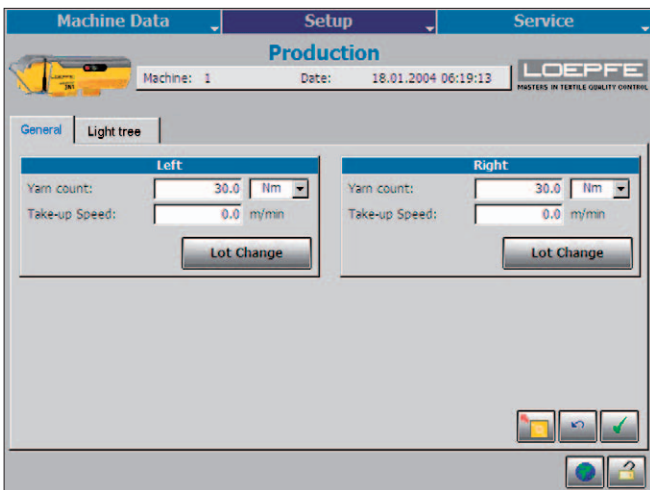 Machine Data Setup Service
Production
LOEPFE
Machine: 1 Date: 18.01.2004 06:19:13
MASTERS IN TEXTILE QUALITY CONTROL
General Light tree
Left Right
Yarn count: 30.0 Nm Yarn count: 30.0 Nm
Take-up Speed: 0.0 m/min Take-up Speed: 0.0 m/min
Lot Change Lot Change